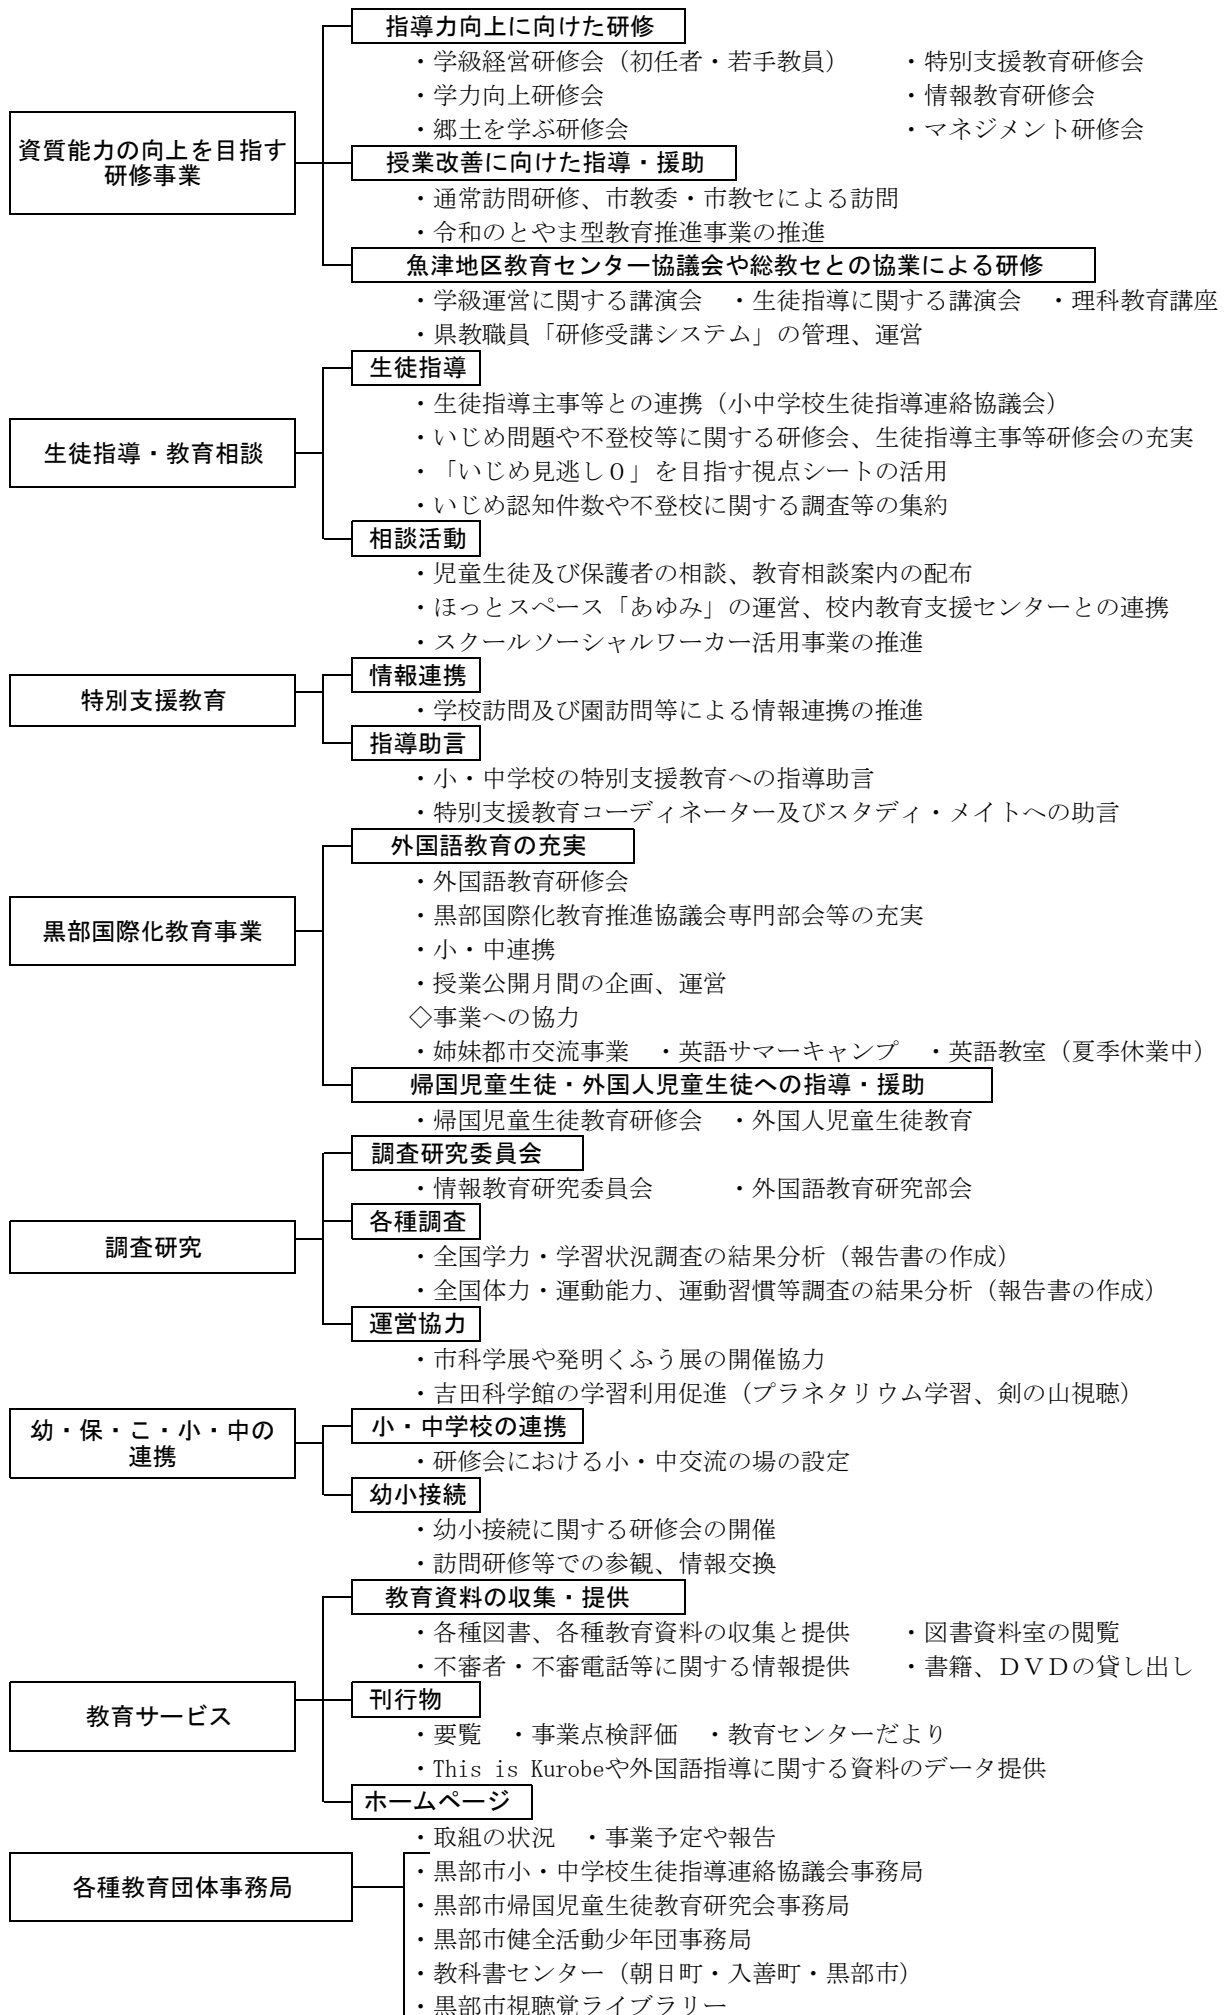 指導力向上に向けた研修
・学級経営研修会（初任者・若手教員）　・特別支援教育研修会
・学力向上研修会　・情報教育研修会
・郷土を学ぶ研修会　・マネジメント研修会
資質能力の向上を目指す
研修事業
授業改善に向けた指導・援助
・通常訪問研修、市教委・市教セによる訪問
・令和のとやま型教育推進事業の推進
魚津地区教育センター協議会や総教セとの協業による研修
・学級運営に関する講演会　・生徒指導に関する講演会　・理科教育講座
・県教職員「研修受講システム」の管理、運営
生徒指導・教育相談
生徒指導
・生徒指導主事等との連携（小中学校生徒指導連絡協議会）
・いじめ問題や不登校等に関する研修会、生徒指導主事等研修会の充実
・「いじめ見逃し０」を目指す視点シートの活用
・いじめ認知件数や不登校に関する調査等の集約
相談活動
・児童生徒及び保護者の相談、教育相談案内の配布
・ほっとスペース「あゆみ」の運営、校内教育支援センターとの連携
・スクールソーシャルワーカー活用事業の推進
特別支援教育
情報連携
・学校訪問及び園訪問等による情報連携の推進
指導助言
・小・中学校の特別支援教育への指導助言
・特別支援教育コーディネーター及びスタディ・メイトへの助言
黒部国際化教育事業
外国語教育の充実
・外国語教育研修会
・黒部国際化教育推進協議会専門部会等の充実
・小・中連携
・授業公開月間の企画、運営
◇事業への協力
・姉妹都市交流事業　・英語サマーキャンプ　・英語教室（夏季休業中）
帰国児童生徒・外国人児童生徒への指導・援助
・帰国児童生徒教育研修会　・外国人児童生徒教育
調査研究
調査研究委員会
・情報教育研究委員会　・外国語教育研究部会
各種調査
・全国学力・学習状況調査の結果分析（報告書の作成）
・全国体力・運動能力、運動習慣等調査の結果分析（報告書の作成）
運営協力
・市科学展や発明くふう展の開催協力
・吉田科学館の学習利用促進（プラネタリウム学習、剣の山視聴）
幼・保・こ・小・中の
連携
小・中学校の連携
・研修会における小・中交流の場の設定
幼小接続
・幼小接続に関する研修会の開催
・訪問研修等での参観、情報交換
教育サービス
教育資料の収集・提供
・各種図書、各種教育資料の収集と提供　・図書資料室の閲覧
・不審者・不審電話等に関する情報提供　・書籍、ＤＶＤの貸し出し
刊行物
・要覧　・事業点検評価　・教育センターだより
・This is Kurobeや外国語指導に関する資料のデータ提供
ホームページ
・取組の状況　・事業予定や報告
各種教育団体事務局
・黒部市小・中学校生徒指導連絡協議会事務局
・黒部市帰国児童生徒教育研究会事務局
・黒部市健全活動少年団事務局
・教科書センター（朝日町・入善町・黒部市）
・黒部市視聴覚ライブラリー